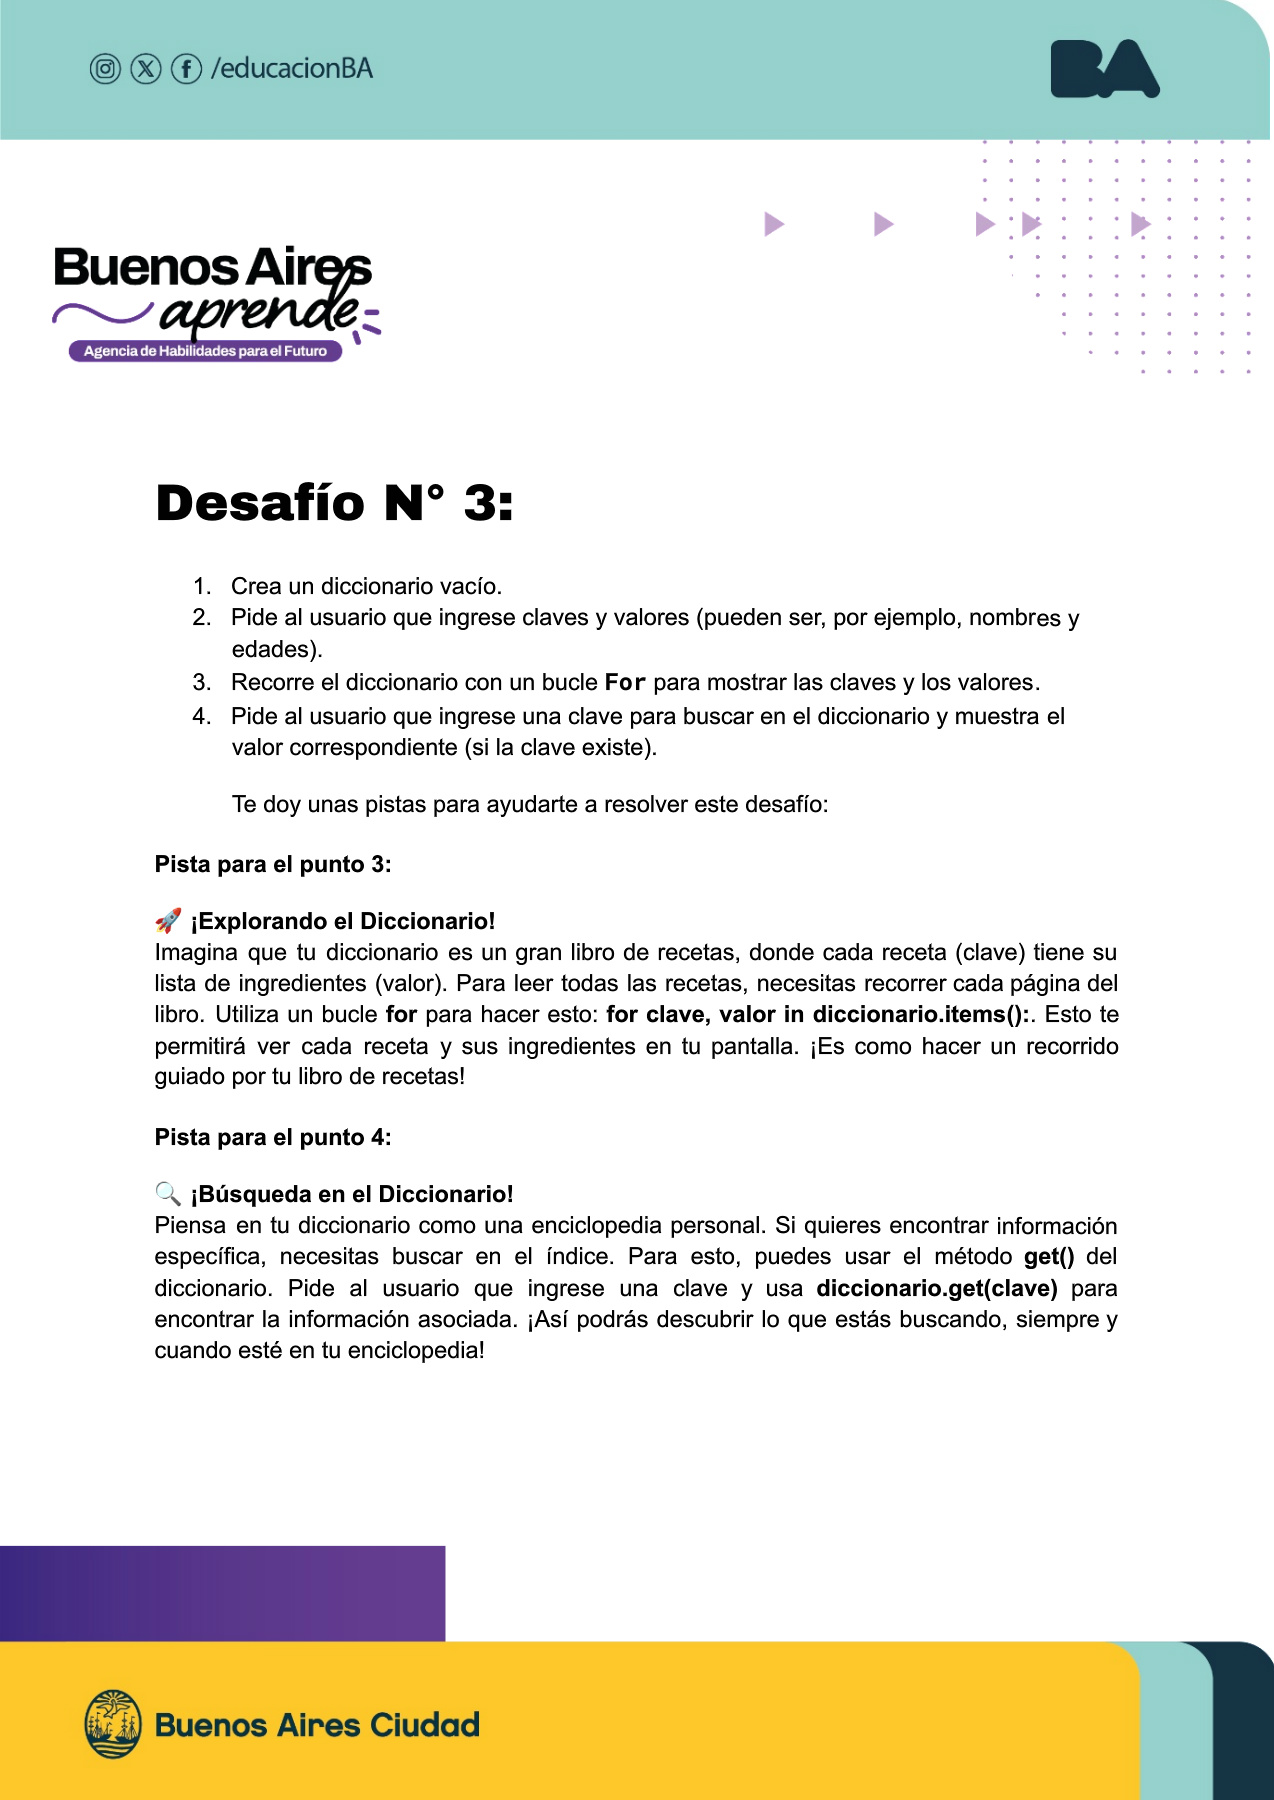 /educacionBA
BA
Buenos Aires
aprende
Agencia de Habilidades para el Futuro
Desafío N° 3:
1. Crea un diccionario vacío.
2. Pide al usuario que ingrese claves y valores (pueden ser, por ejemplo, nombres y
edades).
3. Recorre el diccionario con un bucle For para mostrar las claves y los valores.
4. Pide al usuario que ingrese una clave para buscar en el diccionario y muestra el
valor correspondiente (si la clave existe).
Te doy unas pistas para ayudarte a resolver este desafío:
Pista para el punto 3:
🚀 ¡Explorando el Diccionario!
Imagina que tu diccionario es un gran libro de recetas, donde cada receta (clave) tiene su
lista de ingredientes (valor). Para leer todas las recetas, necesitas recorrer cada página del
libro. Utiliza un bucle for para hacer esto: for clave, valor in diccionario.items():. Esto te
permitirá ver cada receta y sus ingredientes en tu pantalla. ¡Es como hacer un recorrido
guiado por tu libro de recetas!
Pista para el punto 4:
🔍 ¡Búsqueda en el Diccionario!
Piensa en tu diccionario como una enciclopedia personal. Si quieres encontrar información
específica, necesitas buscar en el índice. Para esto, puedes usar el método get() del
diccionario. Pide al usuario que ingrese una clave y usa diccionario.get(clave) para
encontrar la información asociada. ¡Así podrás descubrir lo que estás buscando, siempre y
cuando esté en tu enciclopedia!
Buenos Aires Ciudad